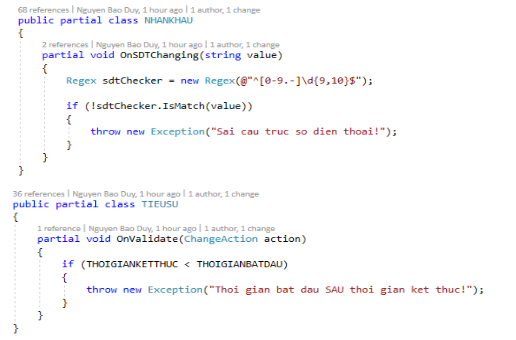 68 references | Nguyen Bao Duy, 1 hour ago | 1 author, 1 change
public partial class NHANKHAU
{
2 references | Nguyen Bao Duy, 1 hour ago | 1 author, 1 change
partial void OnSDTChanging(string value)
{
Regex sdtChecker = new Regex(@"^[0-9.-]\d{9,10}$");
if (!sdtChecker.IsMatch(value))
{
throw new Exception("Sai cau truc so dien thoai!");
}
}
}
36 references | Nguyen Bao Duy, 1 hour ago | 1 author, 1 change
public partial class TIEUSU
{
1 reference | Nguyen Bao Duy, 1 hour ago | 1 author, 1 change
partial void OnValidate(ChangeAction action)
{
if (THOIGIANKETTHUC < THOIGIANBATDAU)
{
throw new Exception("Thoi gian bat dau SAU thoi gian ket thuc!");
}
}
}